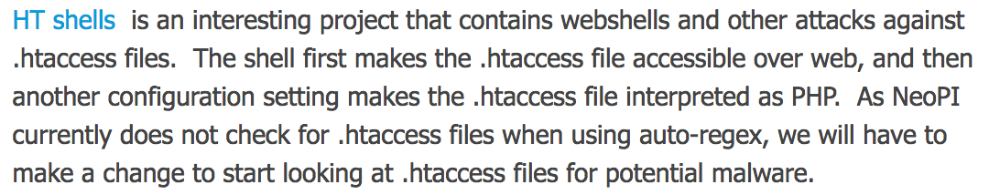 HT shells  is an interesting project that contains webshells and other attacks against
.htaccess files.  The shell first makes the .htaccess file accessible over web, and then
another configuration setting makes the .htaccess file interpreted as PHP.  As NeoPI
currently does not check for .htaccess files when using auto-regex, we will have to
make a change to start looking at .htaccess files for potential malware.